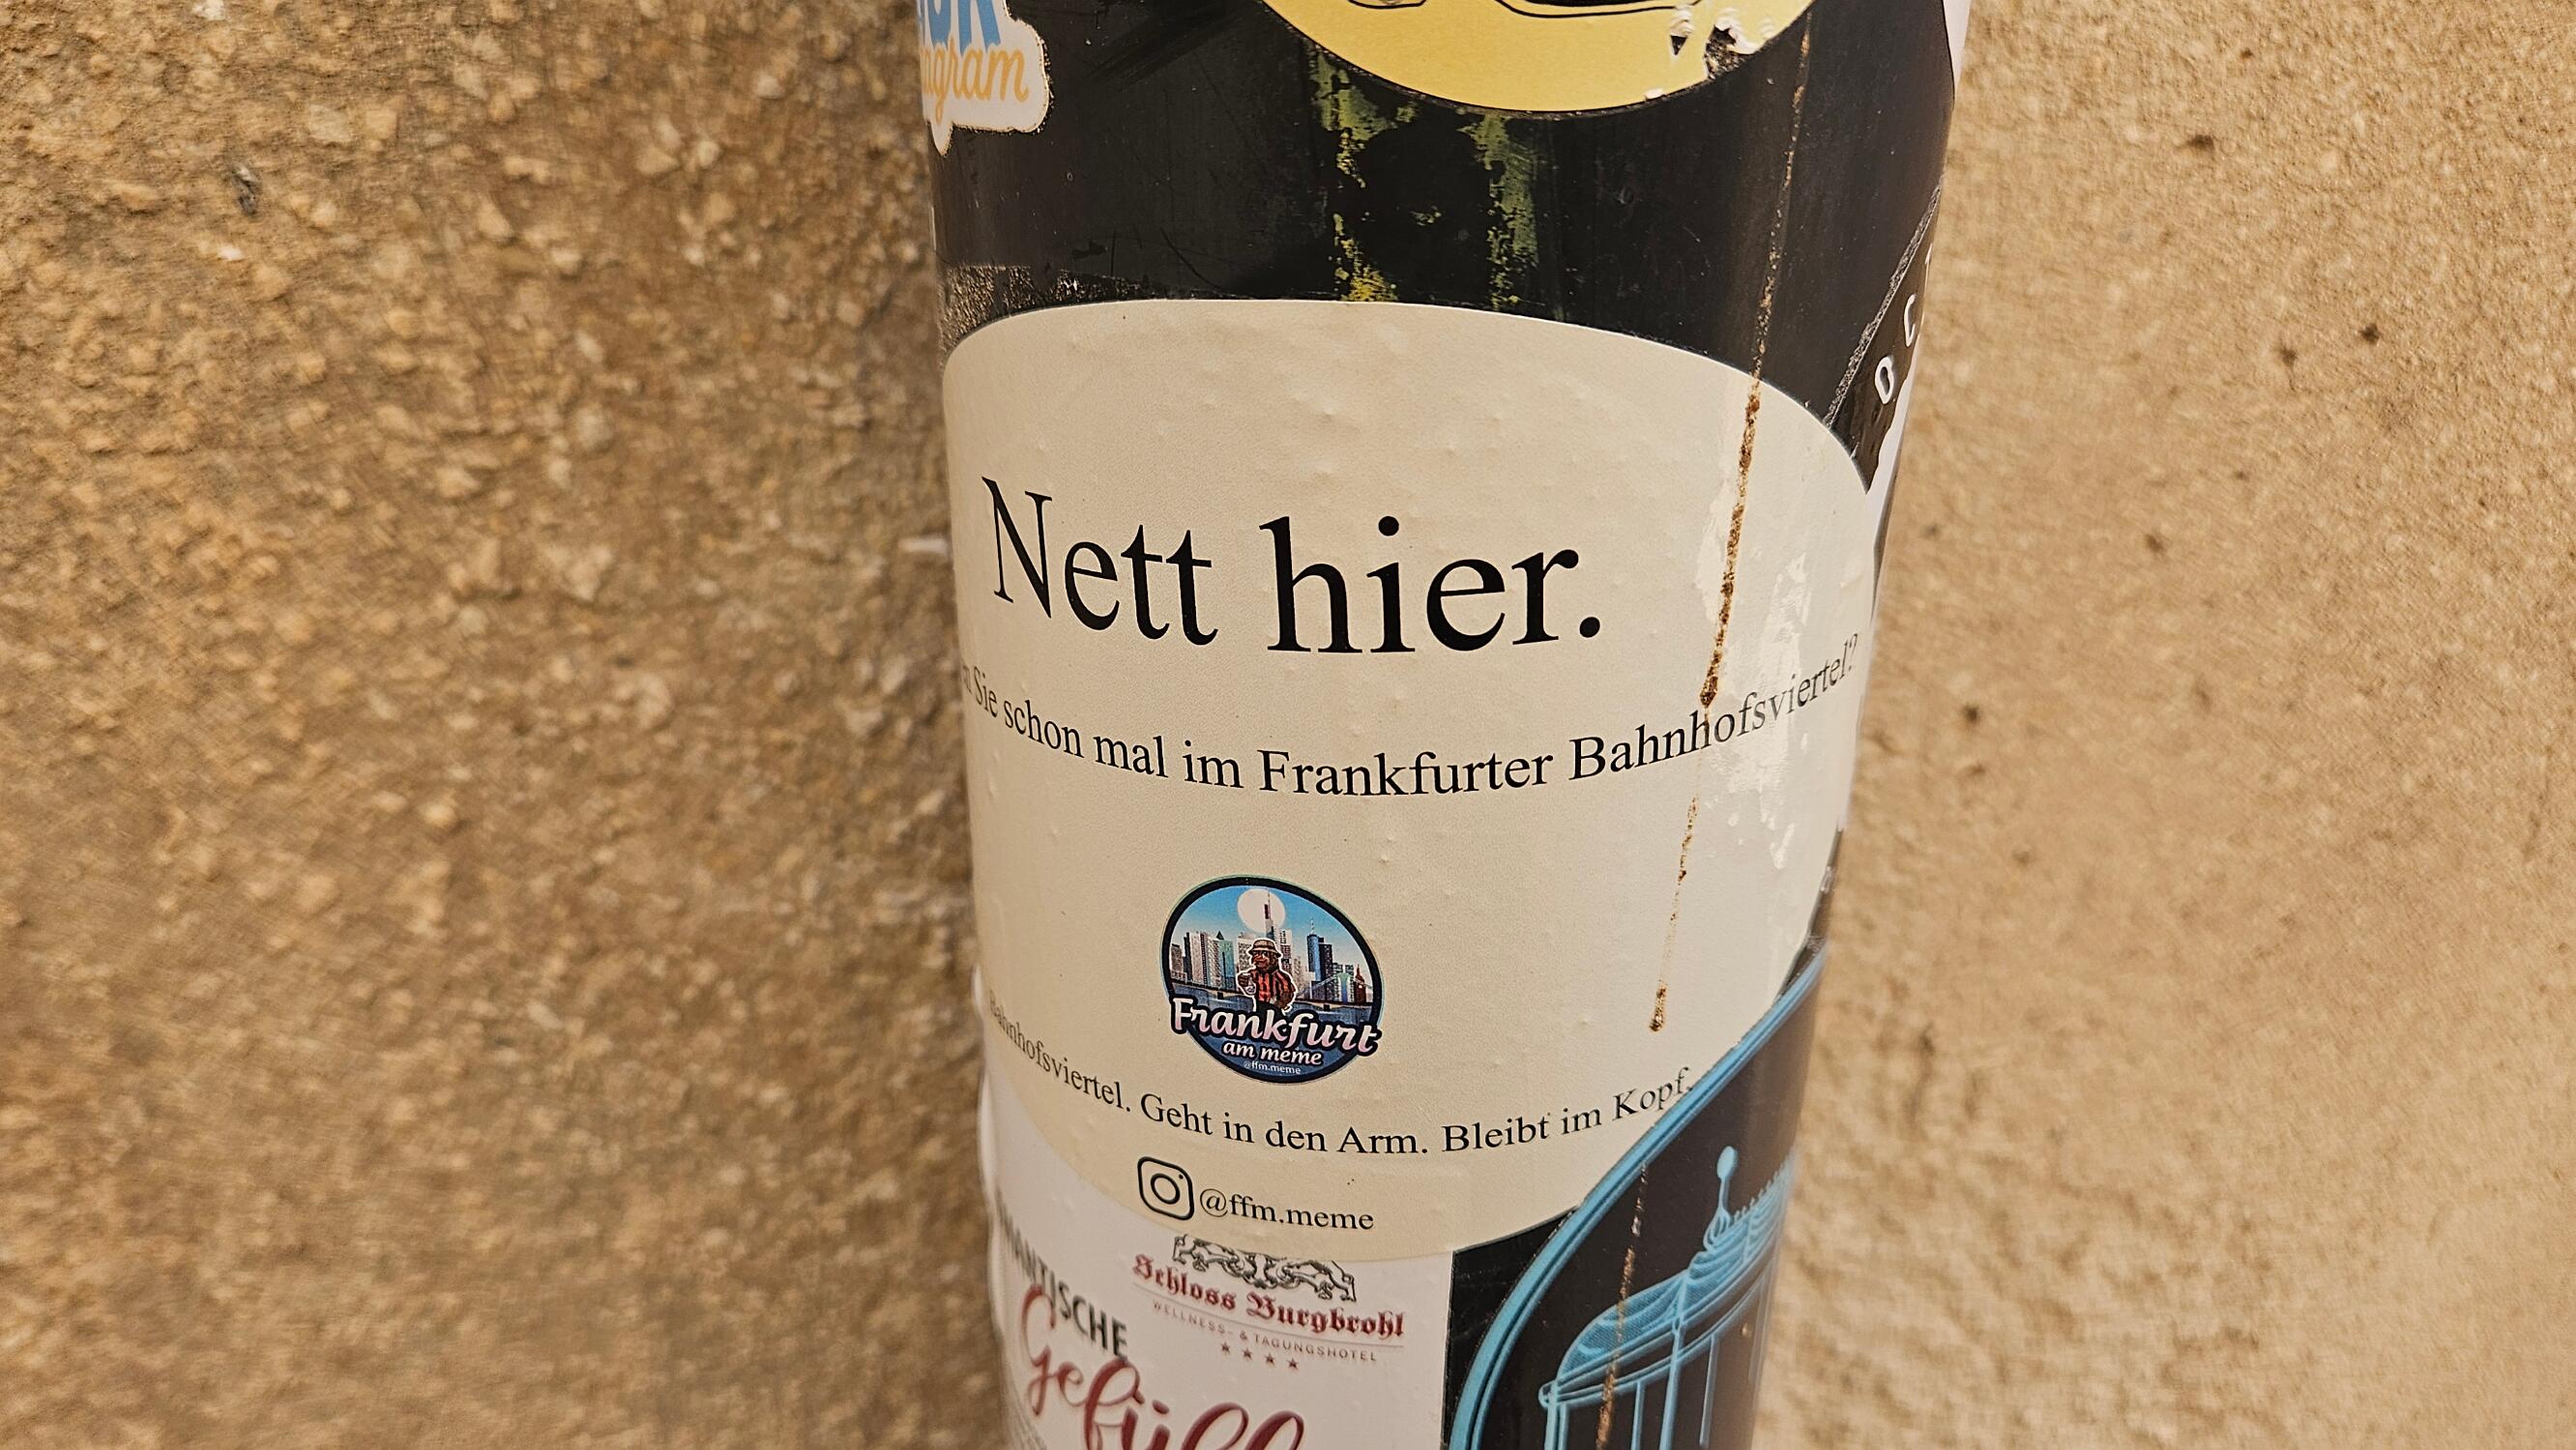 Nett hier.
Sie schon mal im Frankfurter Bahnhofsviertel?
Frankfurt
am meme
@ffm.meme
Bahnhofsviertel. Geht in den Arm. Bleibt im Kopf.
@ffm.meme
Schloss Burgbrohl
WELLNESS- & TAGUNGSHOTEL